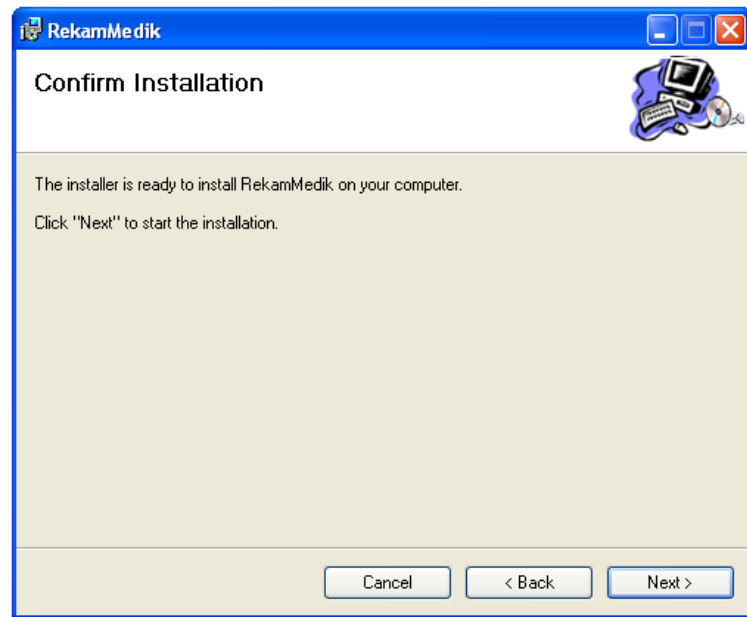 RekamMedik
Confirm Installation
The installer is ready to install RekamMedik on your computer.
Click "Next" to start the installation.
Cancel
< Back
Next >